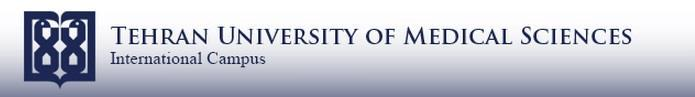 Tehran University of Medical Sciences
International Campus